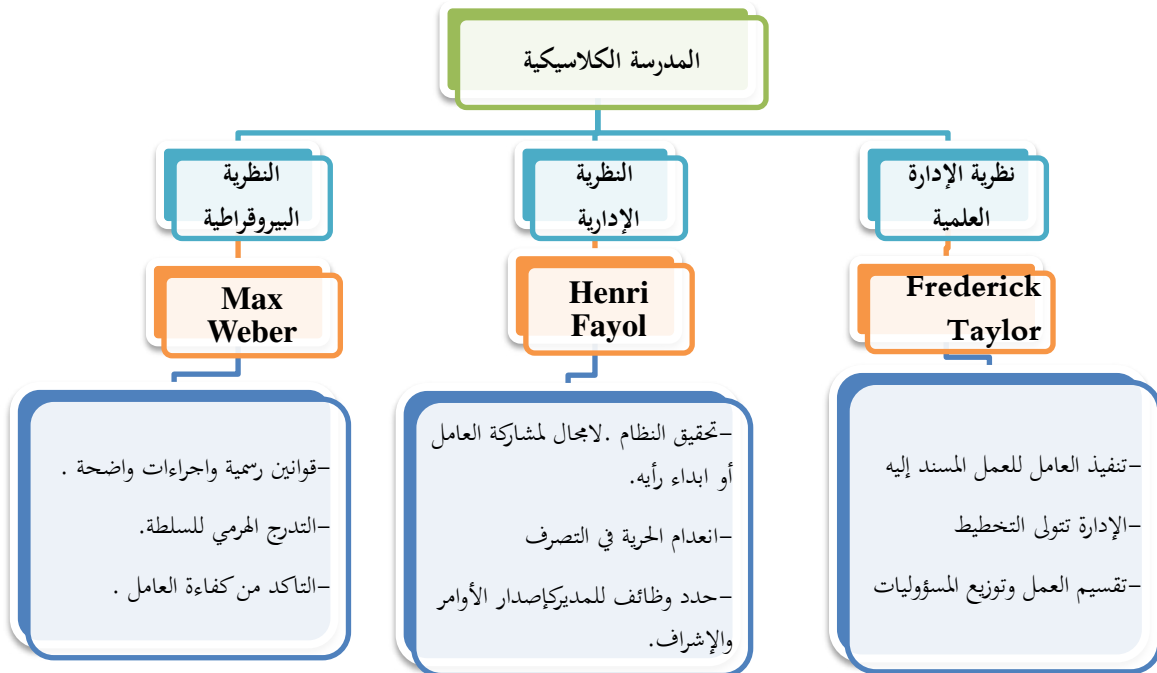 المدرسة الكلاسيكية
نظرية الإدارة
العلمية
النظرية
الإدارية
النظرية
البيروقراطية
Frederick
Taylor
Henri
Fayol
Max
Weber
-تنفيذ العامل للعمل المسند إليه
-الإدارة تتولى التخطيط
-تقسيم العمل وتوزيع المسؤوليات
-تحقيق النظام .لامجال لمشاركة العامل
أو ابداء رأيه.
-انعدام الحرية في التصرف
-حدد وظائف للمديركإصدار الأوامر
والإشراف.
-قوانين رسمية واجراءات واضحة .
-التدرج الهرمي للسلطة.
-التاكد من كفاءة العامل .